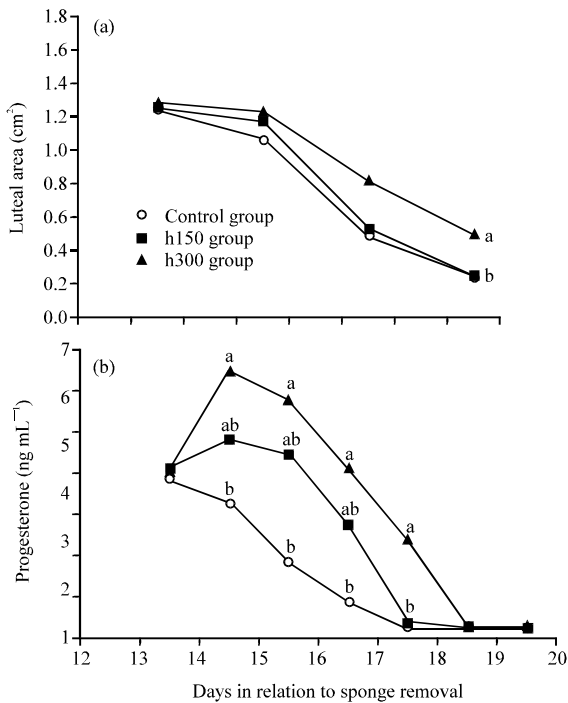 (a)
Luteal area (cm²)
1.8
1.6
1.4
1.2
1.0
0.8
0.6
0.4
0.2
0.0
Control group
h150 group
h300 group
a
b
(b)
Progesterone (ng mL⁻¹)
7
6
5
4
3
2
1
a
a
ab
ab
a
ab
a
b
b
b
b
12 13 14 15 16 17 18 19 20
Days in relation to sponge removal